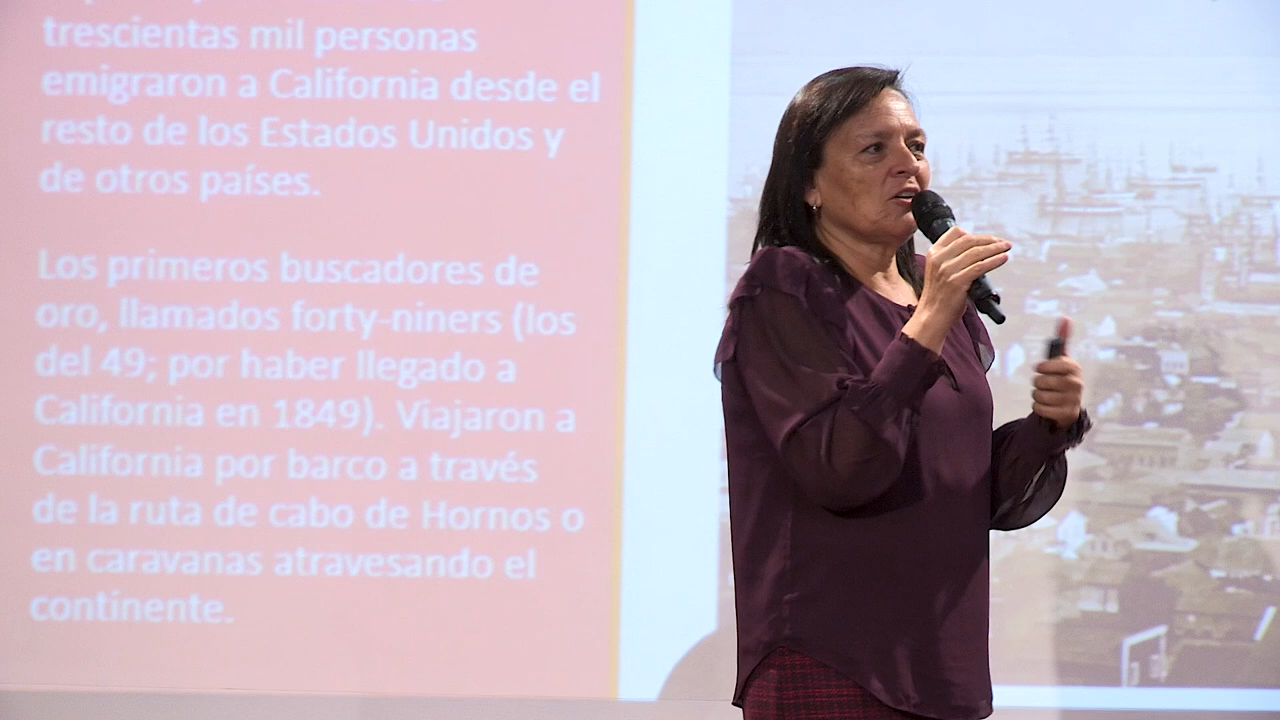 trescientas mil personas
emigraron a California desde el
resto de los Estados Unidos y
de otros países.
Los primeros buscadores de
oro, llamados forty-niners (los
del 49; por haber llegado a
California en 1849). Viajaron a
California por barco a través
de la ruta de cabo de Hornos o
en caravanas atravesando el
continente.